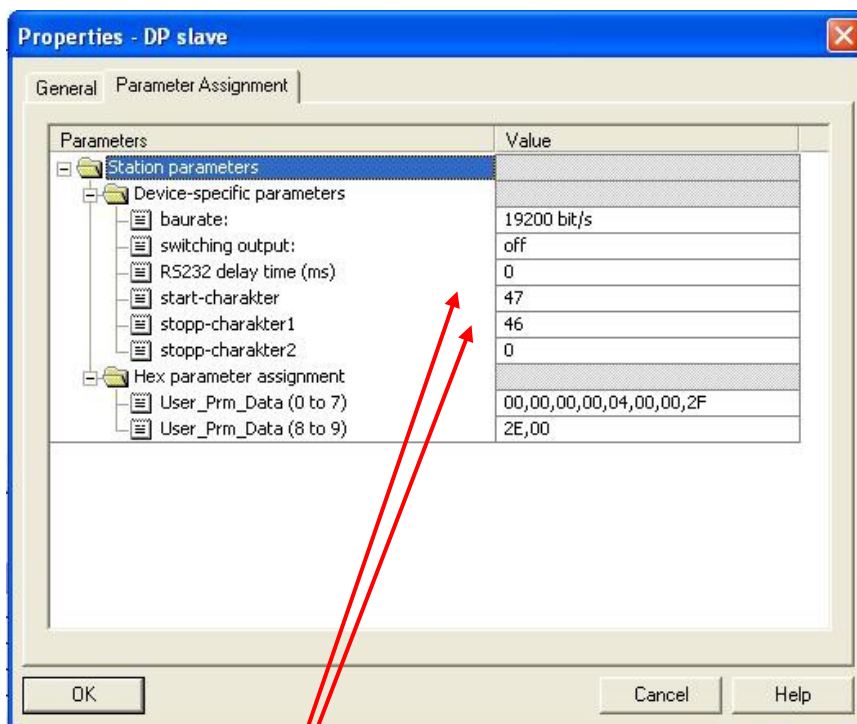 Properties - DP slave
General Parameter Assignment
Parameters Value
Station parameters
Device-specific parameters
baurate: 19200 bit/s
switching output: off
RS232 delay time (ms) 0
start-charakter 47
stopp-charakter1 46
stopp-charakter2 0
Hex parameter assignment
User_Prm_Data (0 to 7) 00,00,00,00,04,00,00,2F
User_Prm_Data (8 to 9) 2E,00
OK Cancel Help